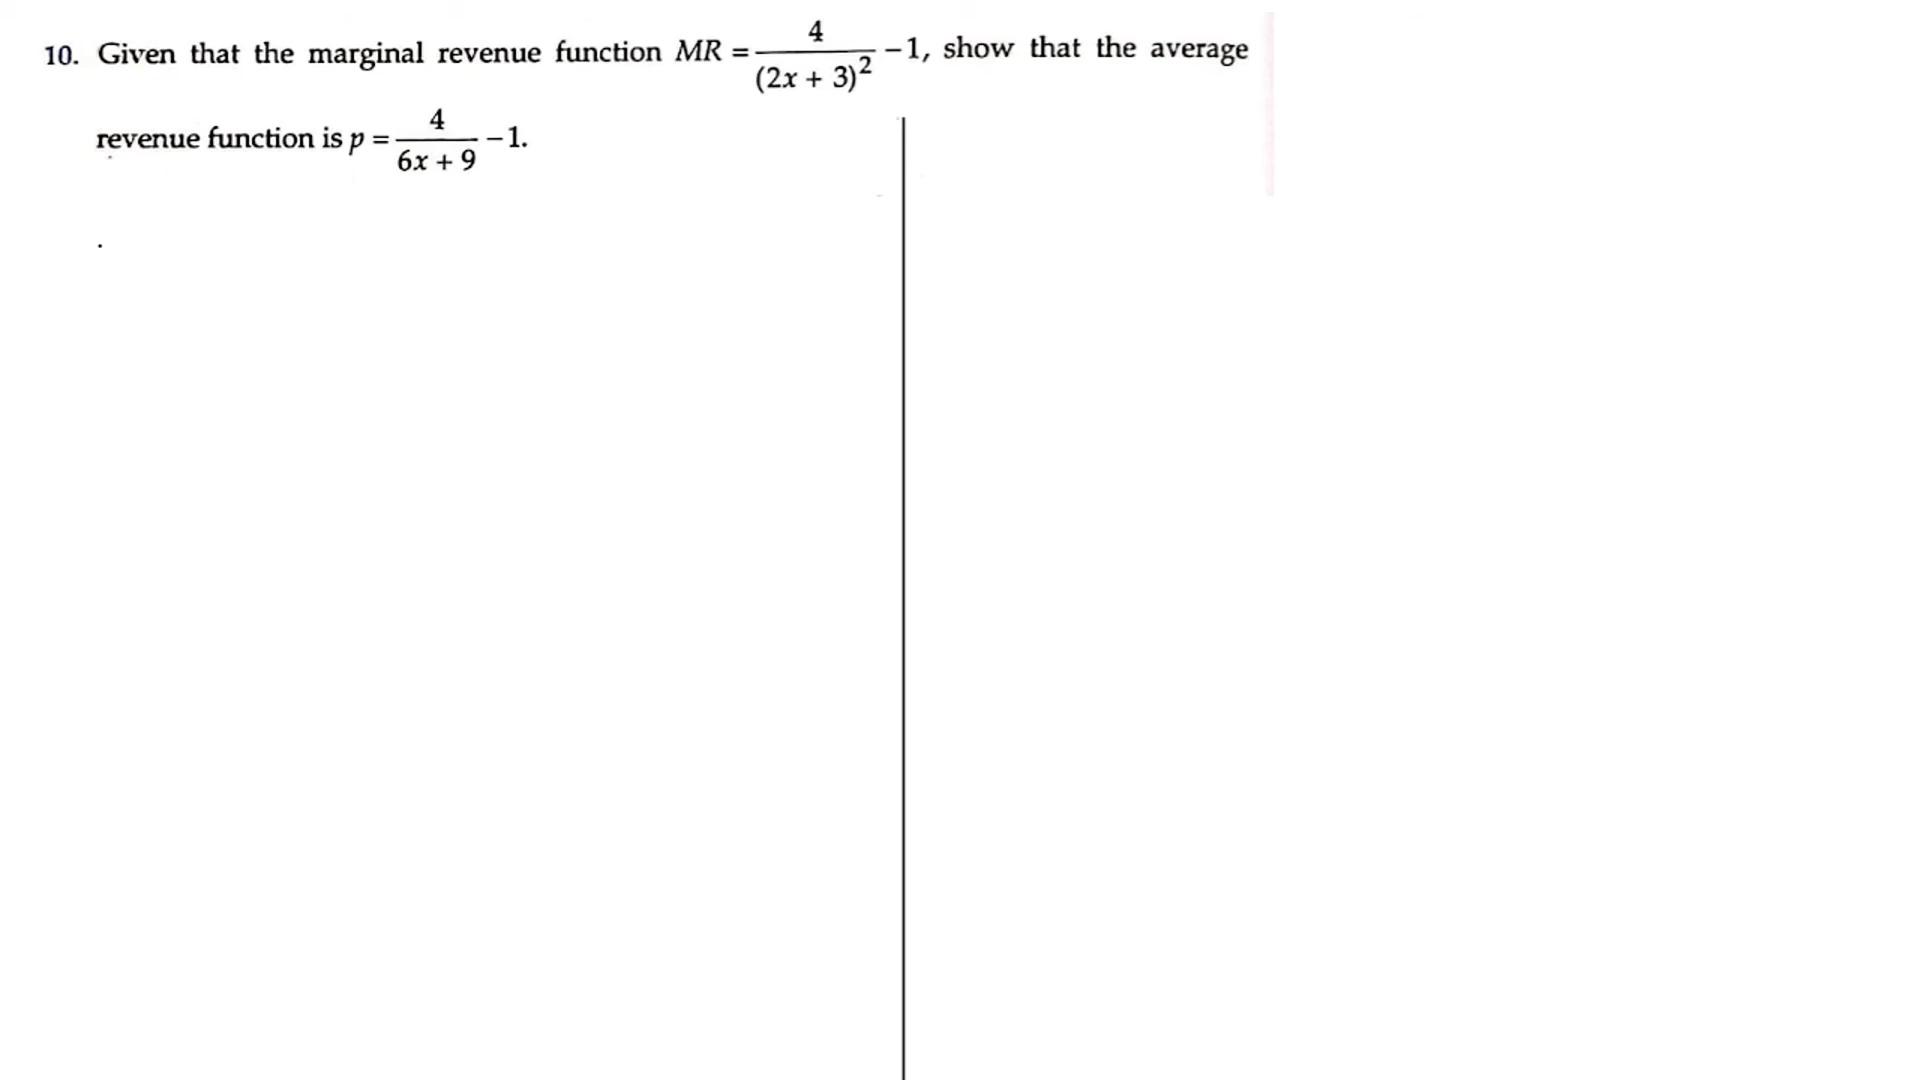 10. Given that the marginal revenue function MR = 4/(2x + 3)² − 1, show that the average
revenue function is p = 4/(6x + 9) − 1.